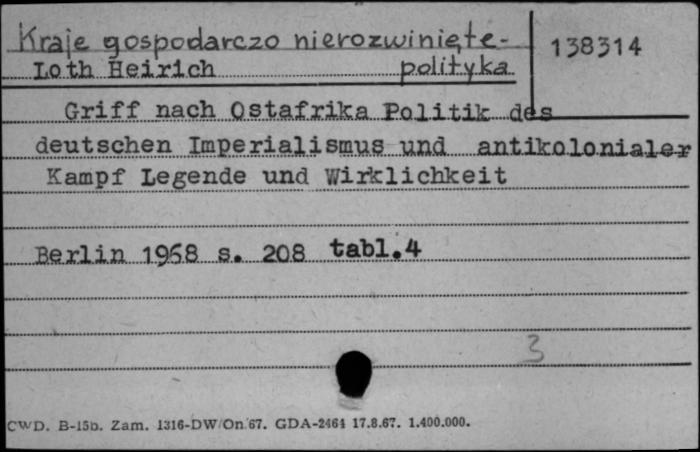 Kraje gospodarczo nierozwinięte- 138314
Loth Heirich polityka
Griff nach Ostafrika Politik des
deutschen Imperialismus und antikolonialer
Kampf Legende und Wirklichkeit
Berlin 1968 s. 208 tabl.4
3
CWD. B-15b. Zam. 1316-DW/On.67. GDA-2464 17.8.67. 1.400.000.